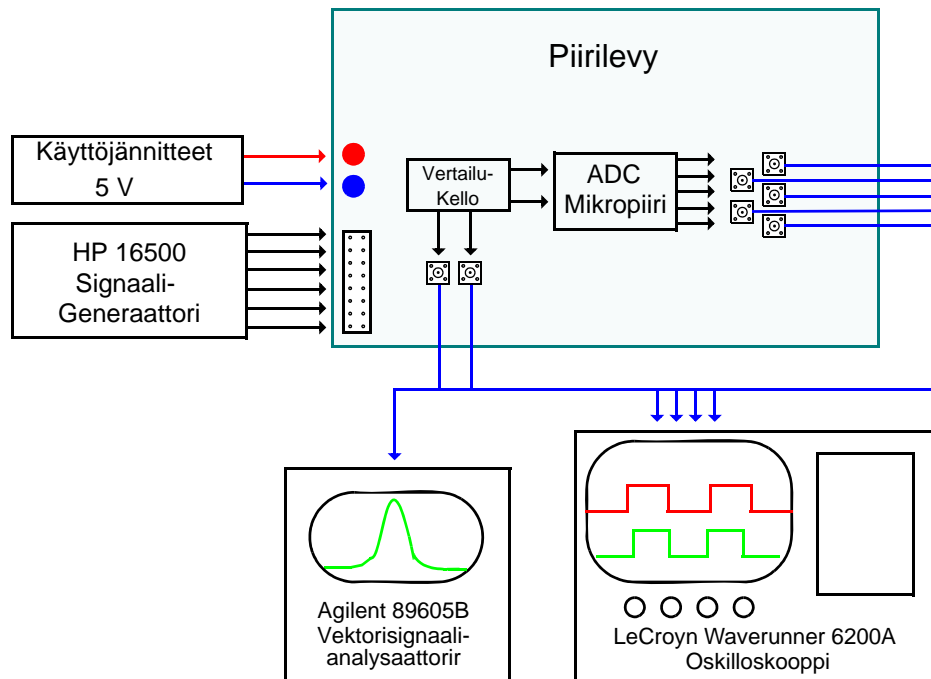 Piirilevy
Käyttöjännitteet
5 V
HP 16500
Signaali-
Generaattori
Vertailu-
Kello
ADC
Mikropiiri
Agilent 89605B
Vektorisignaali-
analysaattorir
LeCroyn Waverunner 6200A
Oskilloskooppi